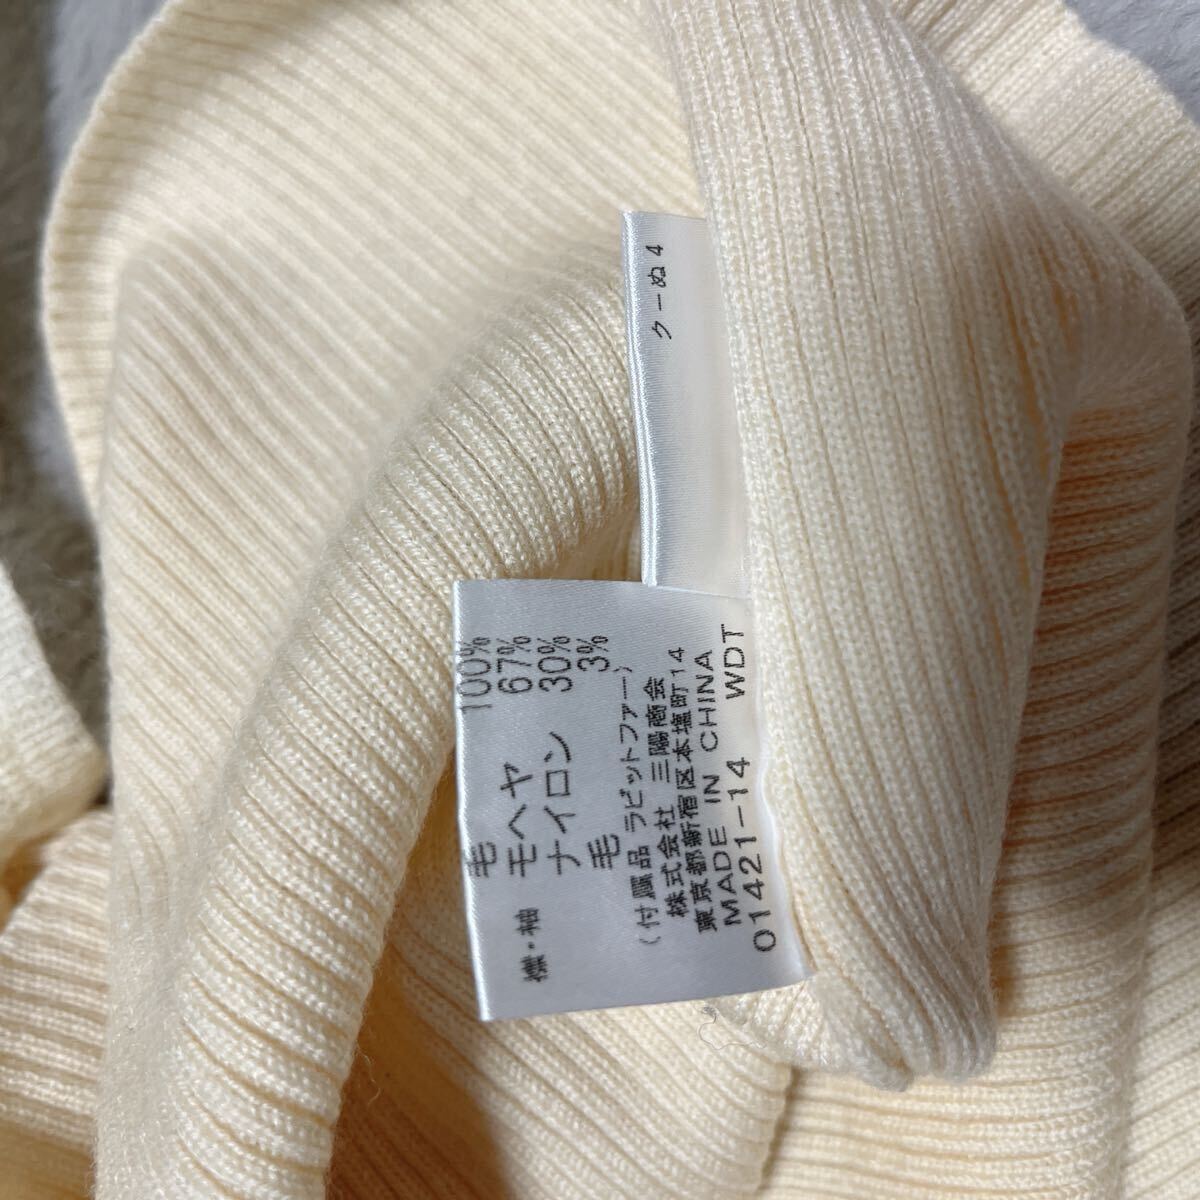 クーぬ4
毛 100%
襟・袖 モヘヤ 67%
ナイロン 30%
毛 3%
(付属品 ラビットファー)
株式会社 三陽商会
東京都新宿区本塩町14
MADE IN CHINA
01421-14 WDT